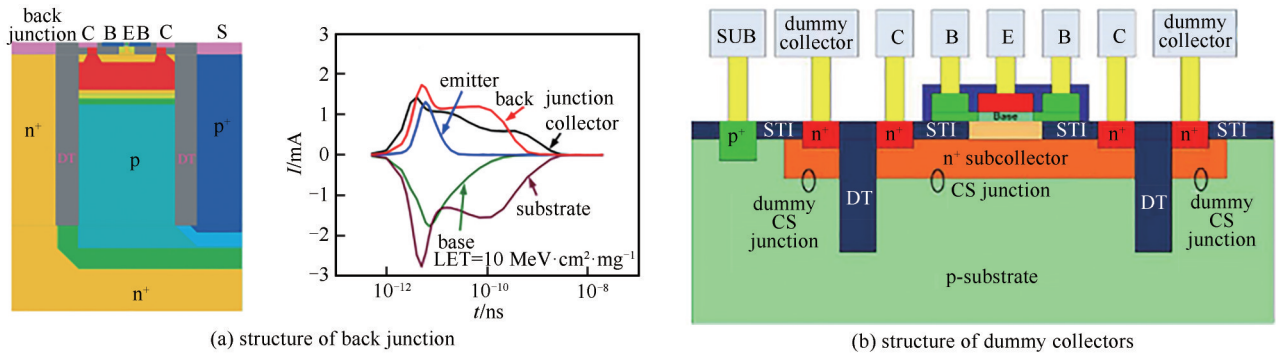 back
junction
C B E B C S
n⁺
DT
p
DT
p⁺
n⁺
3
2
1
0
−1
−2
−3
I/mA
emitter
back
junction
collector
base
substrate
LET=10 MeV·cm²·mg⁻¹
10⁻¹² 10⁻¹⁰ 10⁻⁸
t/ns
(a) structure of back junction
SUB
dummy
collector
C
B
E
B
C
dummy
collector
Base
p⁺
STI
n⁺
n⁺
STI
STI
n⁺
n⁺
STI
n⁺ subcollector
CS junction
DT
DT
dummy
CS
junction
dummy
CS
junction
p-substrate
(b) structure of dummy collectors